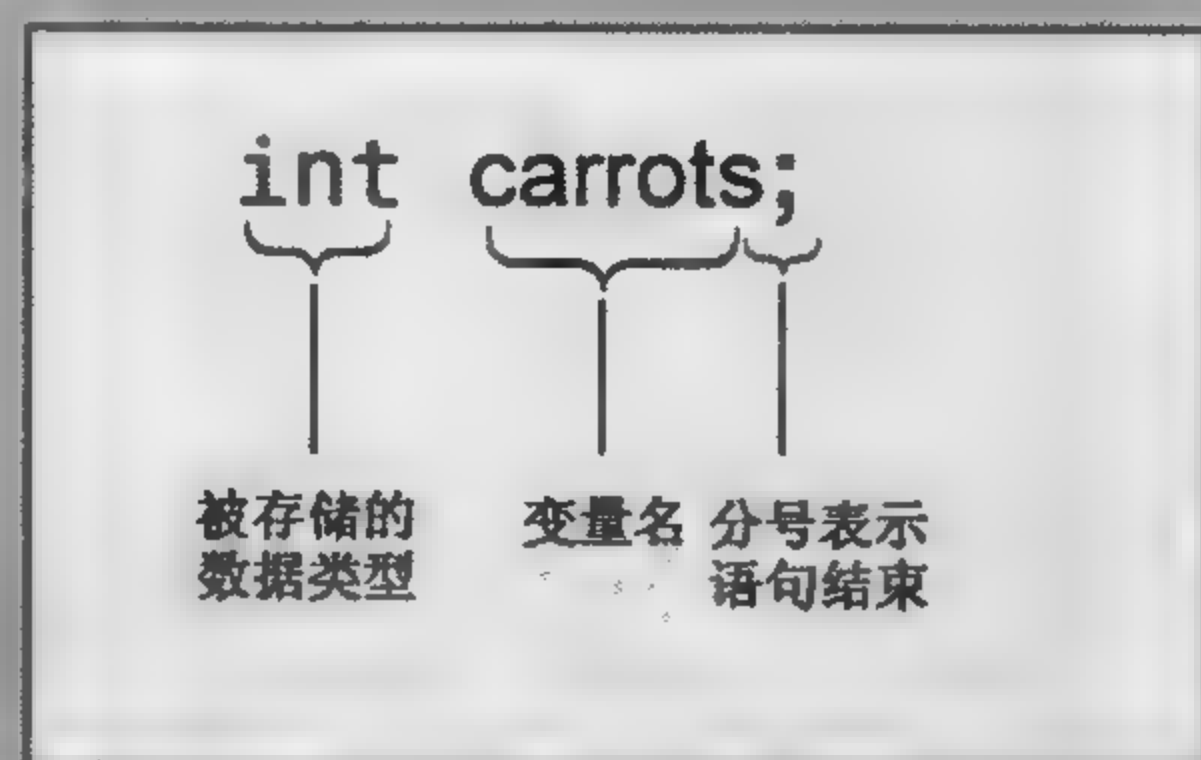 int carrots;
被存储的 变量名 分号表示
数据类型 语句结束